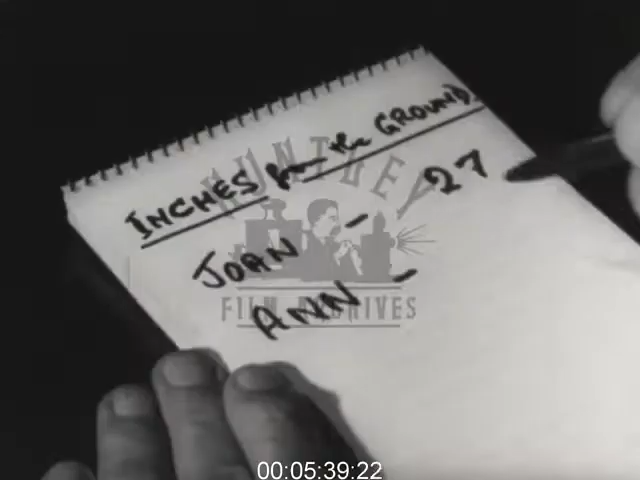 INCHES from the GROUND.
JOAN - 27
ANN -
HUNTLEY
FILM ARCHIVES
00:05:39:22